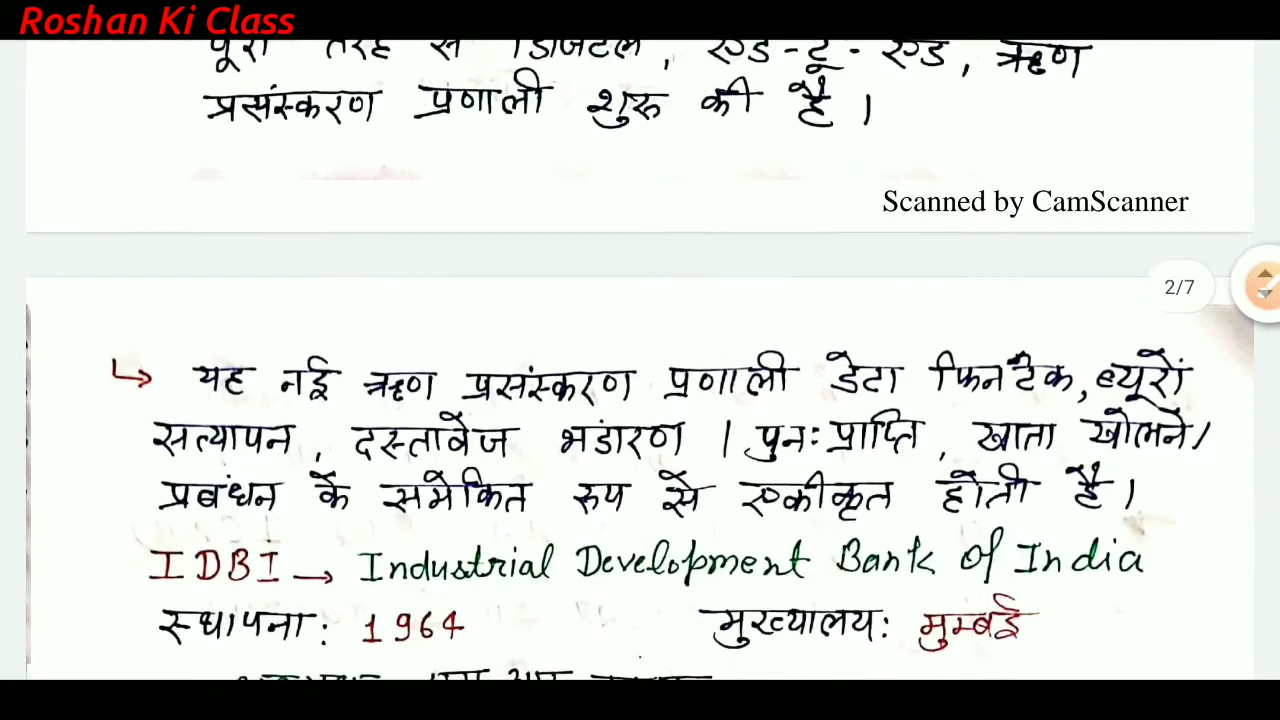 Roshan Ki Class
पूरी तरह से डिजिटल, एंड-टू-एंड, ऋण
प्रसंस्करण प्रणाली शुरू की है।
Scanned by CamScanner
2/7
↳ यह नई ऋण प्रसंस्करण प्रणाली डेटा फिनटेक, ब्यूरों
सत्यापन, दस्तावेज भंडारण / पुनः प्राप्ति, खाता खोलने/
प्रबंधन के समेकित रूप से एकीकृत होती है।
IDBI → Industrial Development Bank of India
स्थापना: 1964 मुख्यालय: मुम्बई